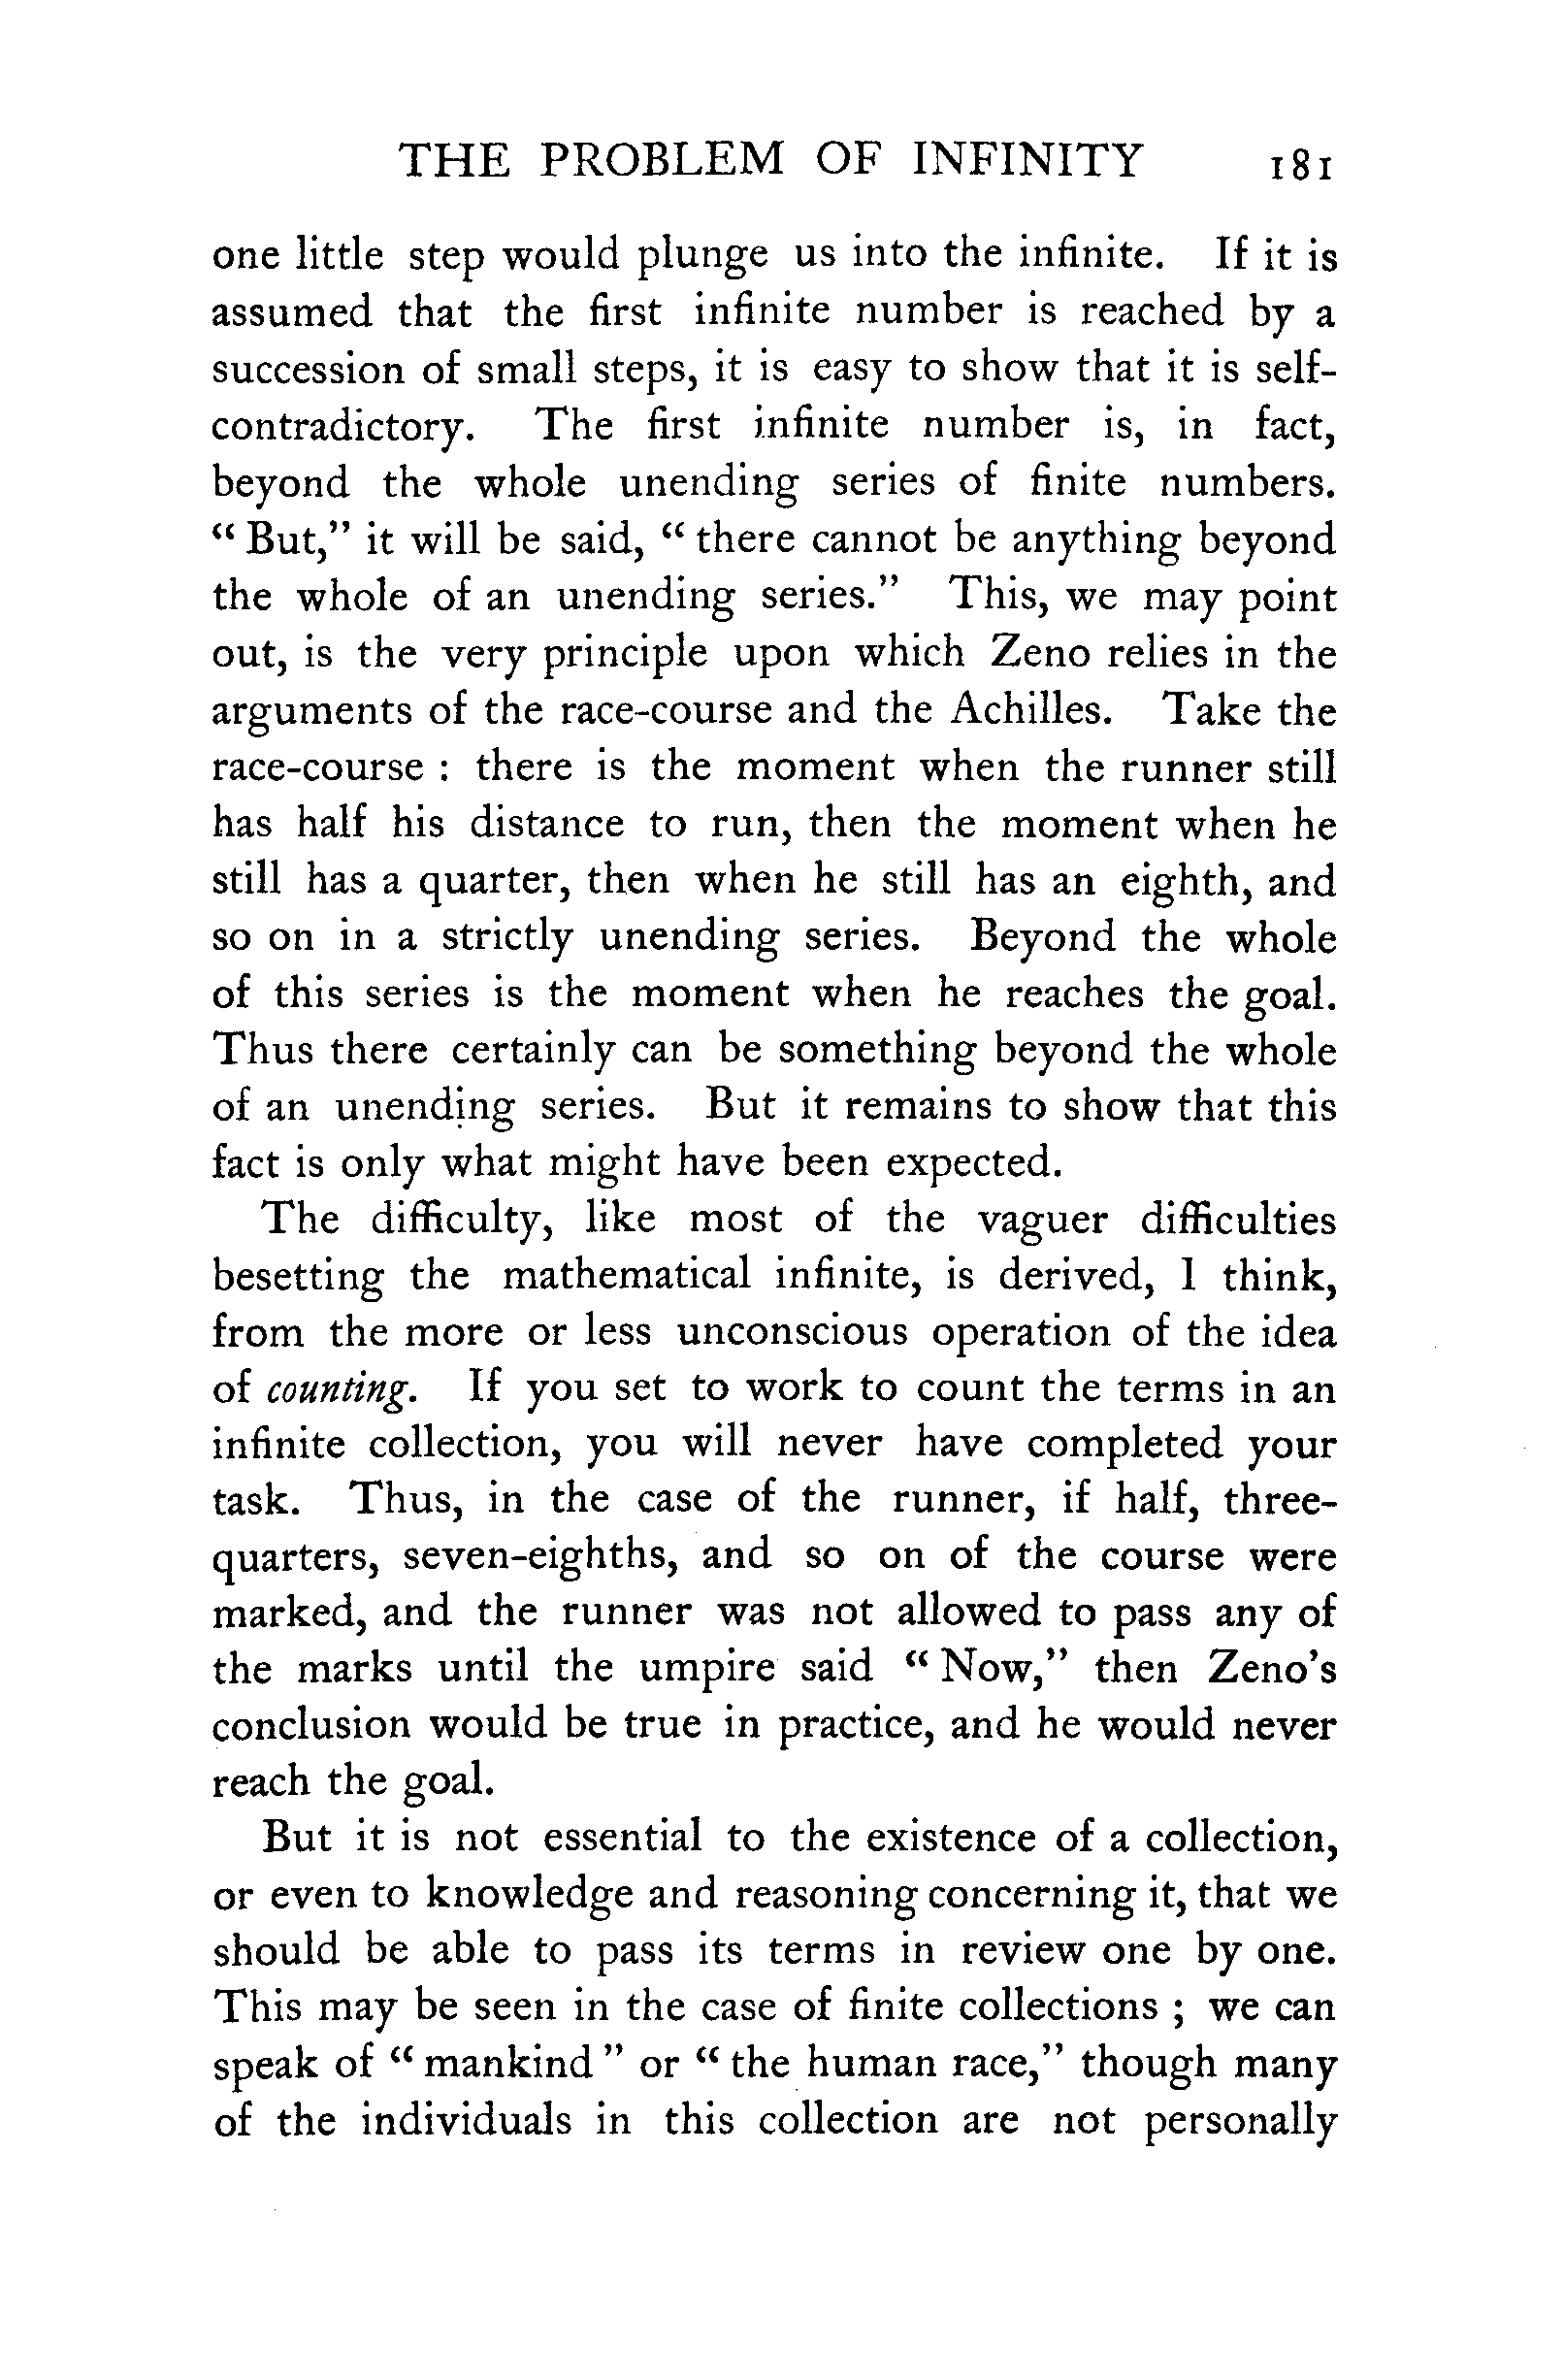 THE PROBLEM OF INFINITY 181
one little step would plunge us into the infinite. If it is
assumed that the first infinite number is reached by a
succession of small steps, it is easy to show that it is self-
contradictory. The first infinite number is, in fact,
beyond the whole unending series of finite numbers.
“ But,” it will be said, “ there cannot be anything beyond
the whole of an unending series.” This, we may point
out, is the very principle upon which Zeno relies in the
arguments of the race-course and the Achilles. Take the
race-course : there is the moment when the runner still
has half his distance to run, then the moment when he
still has a quarter, then when he still has an eighth, and
so on in a strictly unending series. Beyond the whole
of this series is the moment when he reaches the goal.
Thus there certainly can be something beyond the whole
of an unending series. But it remains to show that this
fact is only what might have been expected.
The difficulty, like most of the vaguer difficulties
besetting the mathematical infinite, is derived, I think,
from the more or less unconscious operation of the idea
of counting. If you set to work to count the terms in an
infinite collection, you will never have completed your
task. Thus, in the case of the runner, if half, three-
quarters, seven-eighths, and so on of the course were
marked, and the runner was not allowed to pass any of
the marks until the umpire said “ Now,” then Zeno’s
conclusion would be true in practice, and he would never
reach the goal.
But it is not essential to the existence of a collection,
or even to knowledge and reasoning concerning it, that we
should be able to pass its terms in review one by one.
This may be seen in the case of finite collections ; we can
speak of “ mankind ” or “ the human race,” though many
of the individuals in this collection are not personally